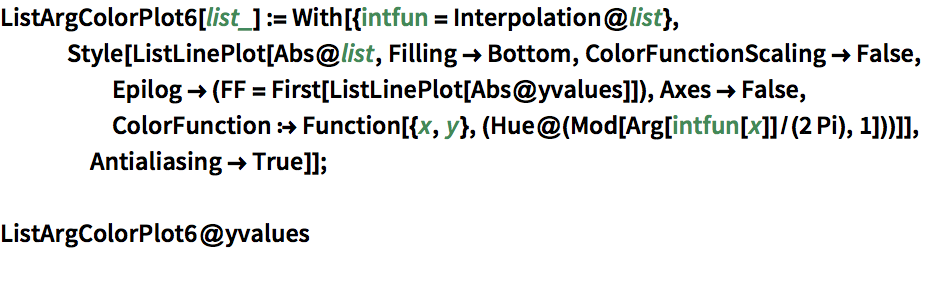 ListArgColorPlot6[list_] := With[{intfun = Interpolation@list},
Style[ListLinePlot[Abs@list, Filling → Bottom, ColorFunctionScaling → False,
Epilog → (FF = First[ListLinePlot[Abs@yvalues]]), Axes → False,
ColorFunction :→ Function[{x, y}, (Hue@(Mod[Arg[intfun[x]]/(2 Pi), 1]))]],
Antialiasing → True]];
ListArgColorPlot6@yvalues